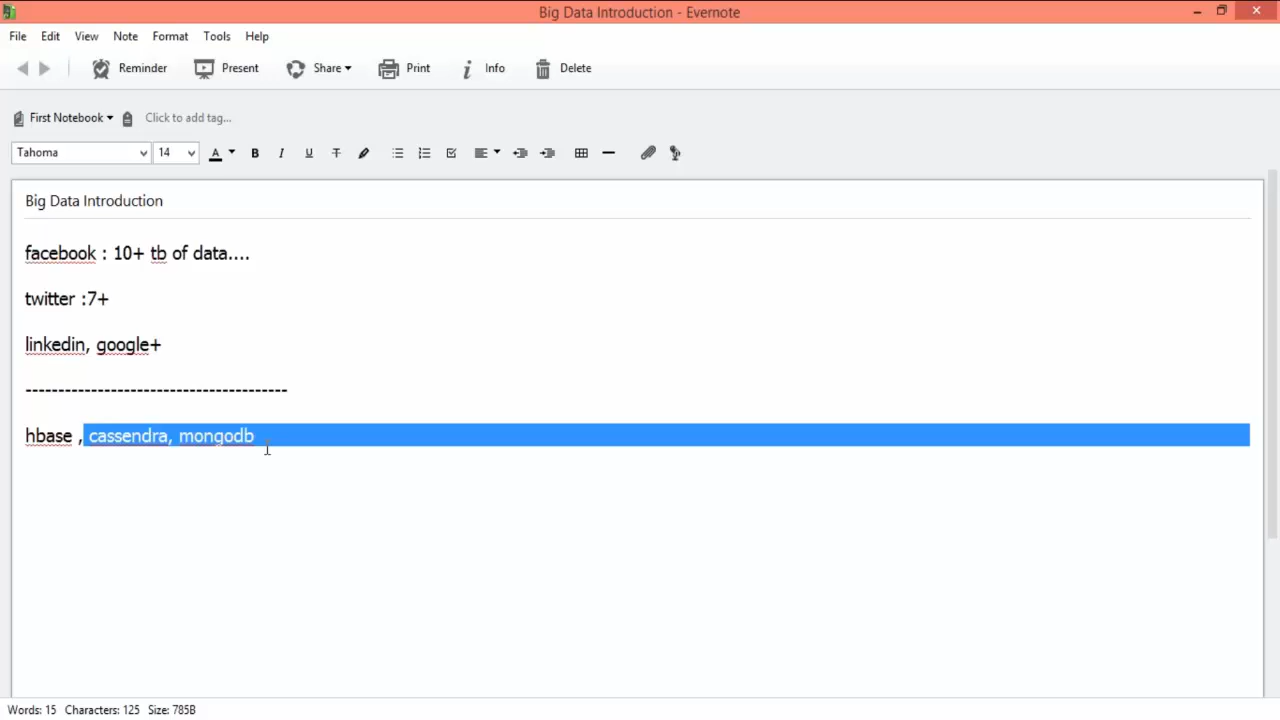 Big Data Introduction - Evernote
File Edit View Note Format Tools Help
Reminder Present Share Print Info Delete
First Notebook Click to add tag...
Tahoma 14 A B I U T
Big Data Introduction
facebook : 10+ tb of data....
twitter :7+
linkedin, google+
----------------------------------------
hbase , cassendra, mongodb
Words: 15 Characters: 125 Size: 785B